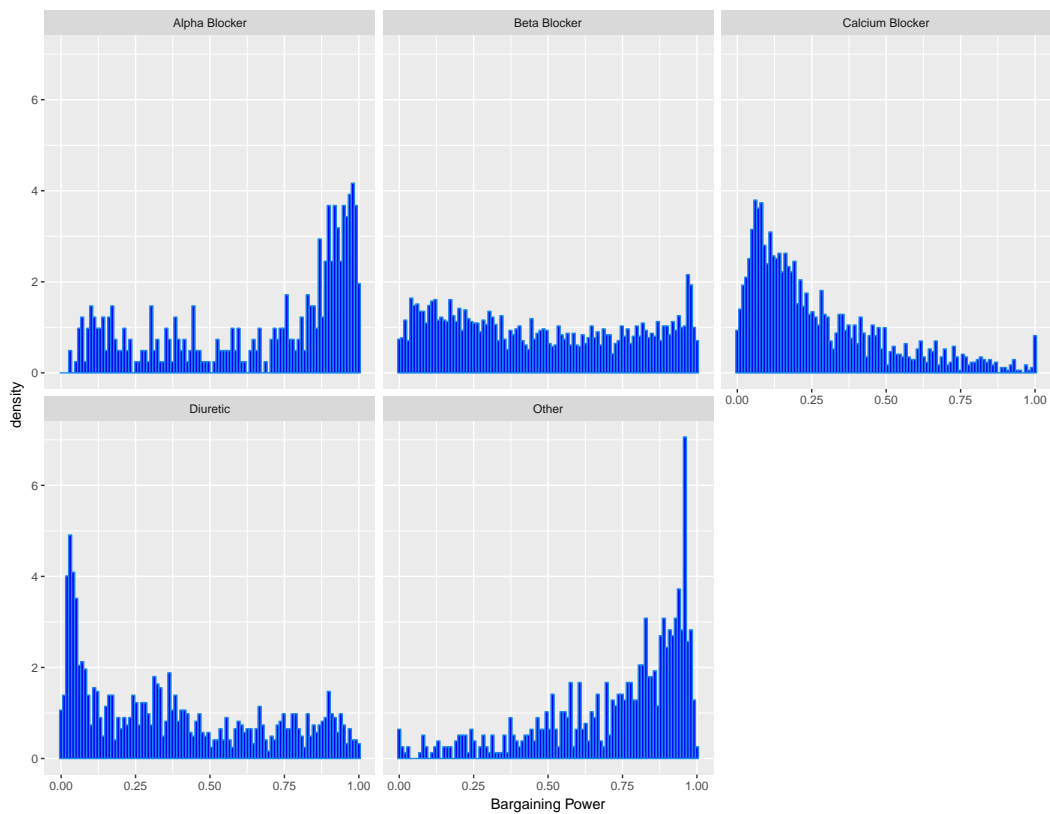 Alpha Blocker
Beta Blocker
Calcium Blocker
6
4
2
0
0.00 0.25 0.50 0.75 1.00
density
Diuretic
Other
6
4
2
0
0.00 0.25 0.50 0.75 1.00
0.00 0.25 0.50 0.75 1.00
Bargaining Power